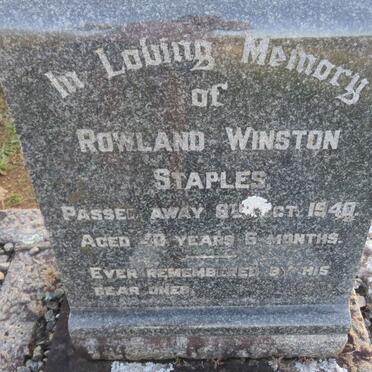 In Loving Memory
of
ROWLAND WINSTON
STAPLES
PASSED AWAY OCT. 1940.
AGED YEARS 6 MONTHS.
EVER REMEMBERED BY HIS
DEAR ONES